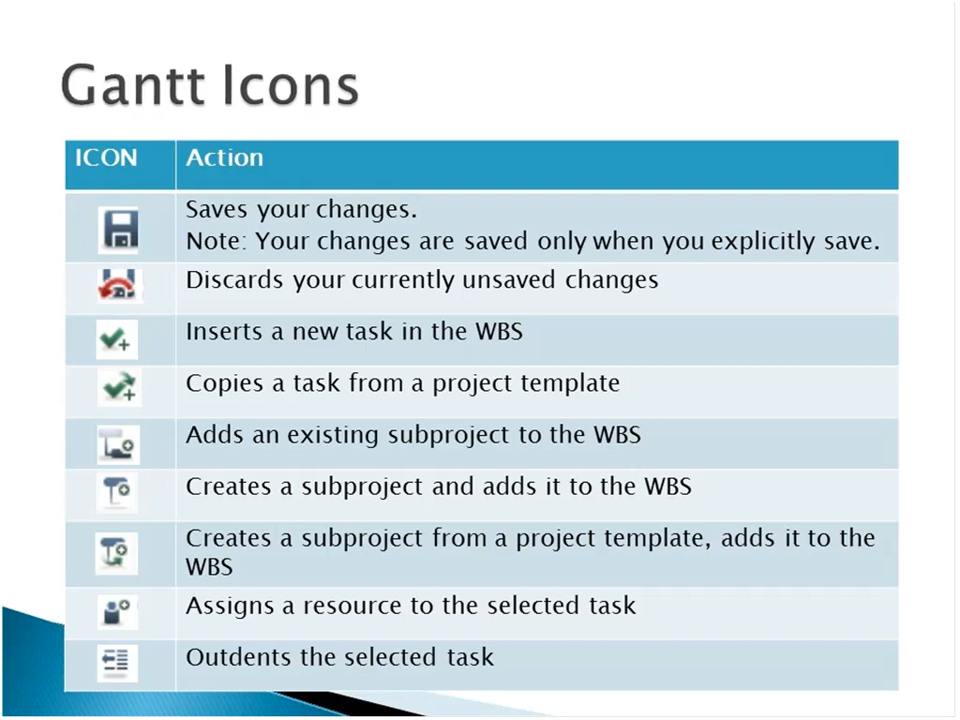 Gantt Icons
ICON Action
Saves your changes.
Note: Your changes are saved only when you explicitly save.
Discards your currently unsaved changes
Inserts a new task in the WBS
Copies a task from a project template
Adds an existing subproject to the WBS
Creates a subproject and adds it to the WBS
Creates a subproject from a project template, adds it to the
WBS
Assigns a resource to the selected task
Outdents the selected task